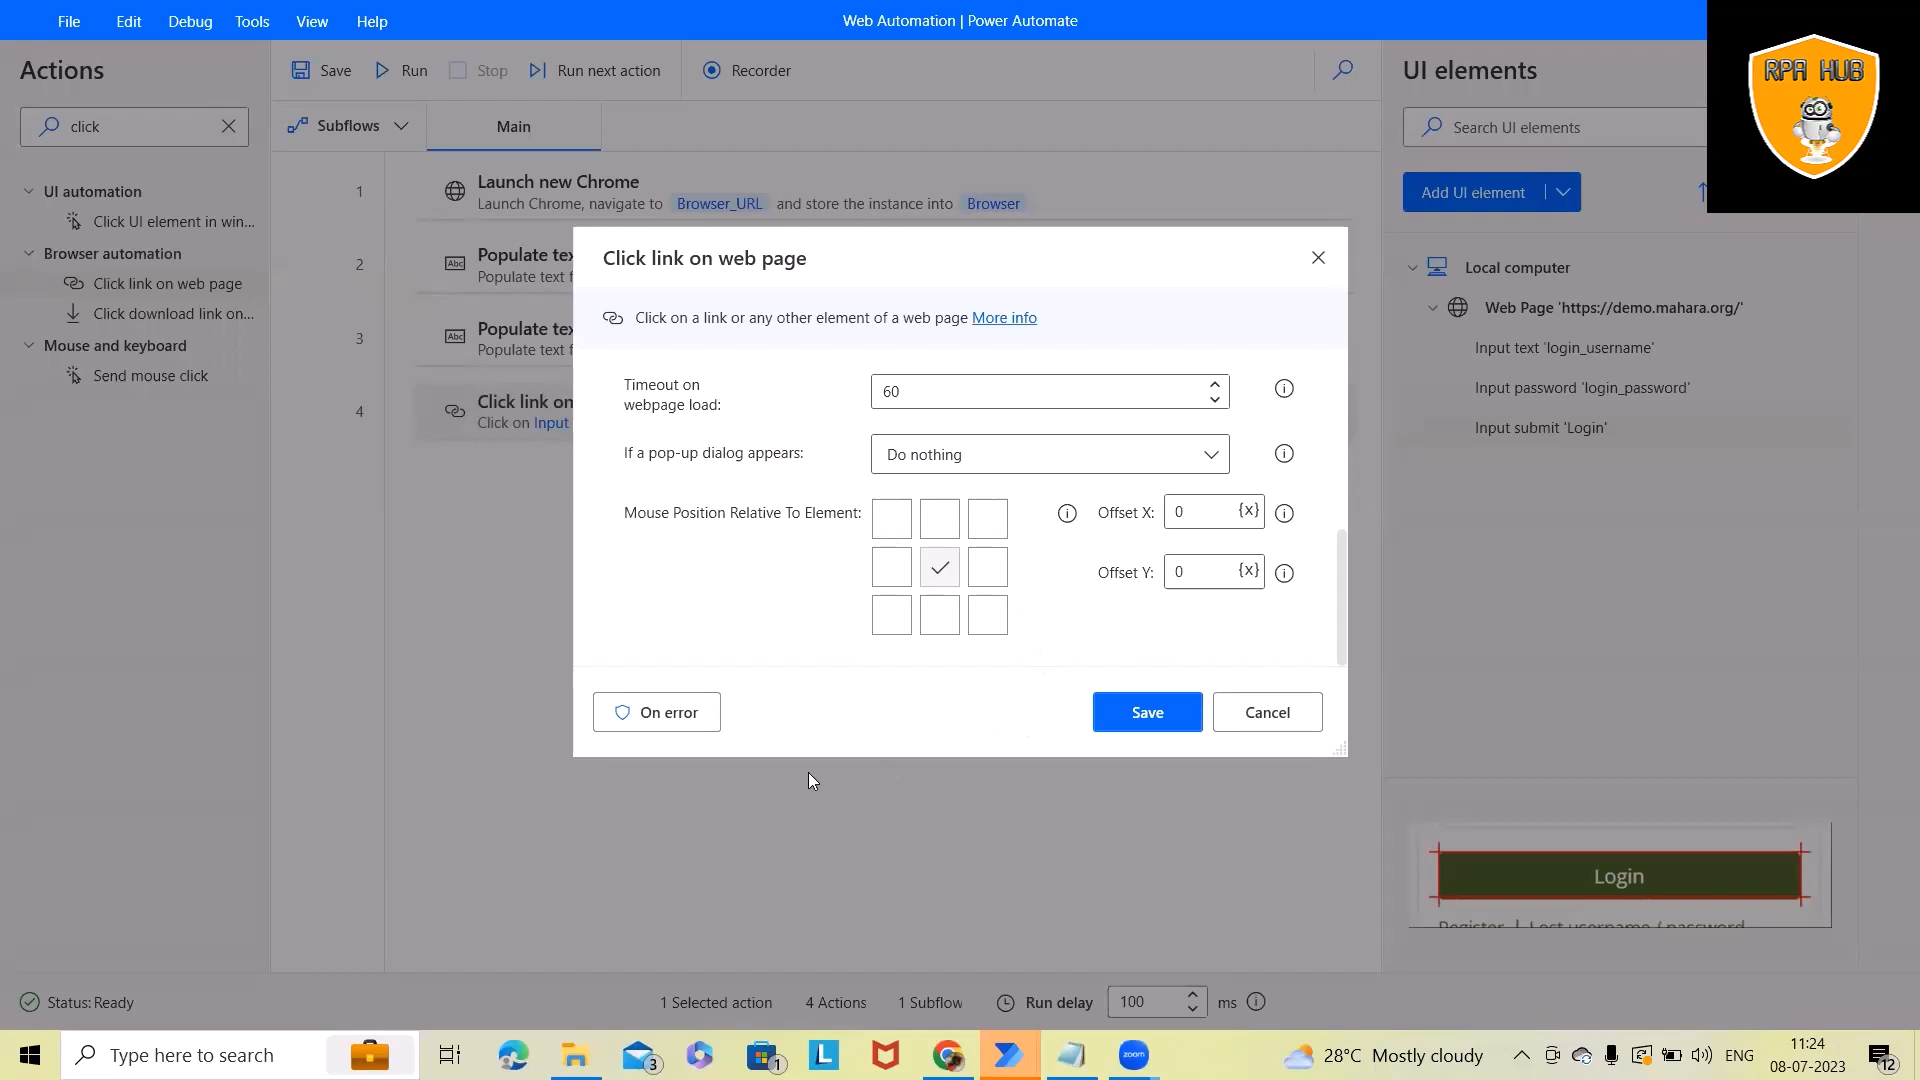 File Edit Debug Tools View Help
Web Automation | Power Automate
RPA HUB
Actions
click
UI automation
Click UI element in win...
Browser automation
Click link on web page
Click download link on...
Mouse and keyboard
Send mouse click
Save Run Stop Run next action Recorder
Subflows Main
1 Launch new Chrome
Launch Chrome, navigate to Browser_URL and store the instance into Browser
2 Populate tex
Populate text f
3 Populate tex
Populate text f
4 Click link on
Click on Input
Click link on web page
Click on a link or any other element of a web page More info
Timeout on
webpage load:
60
If a pop-up dialog appears:
Do nothing
Mouse Position Relative To Element:
Offset X: 0 {x}
Offset Y: 0 {x}
On error
Save Cancel
UI elements
Search UI elements
Add UI element
Local computer
Web Page 'https://demo.mahara.org/'
Input text 'login_username'
Input password 'login_password'
Input submit 'Login'
Login
Register | Lost username / password
Status: Ready
1 Selected action 4 Actions 1 Subflow Run delay 100 ms
Type here to search
3
1
L
zoom
28°C Mostly cloudy
ENG
11:24
08-07-2023
12